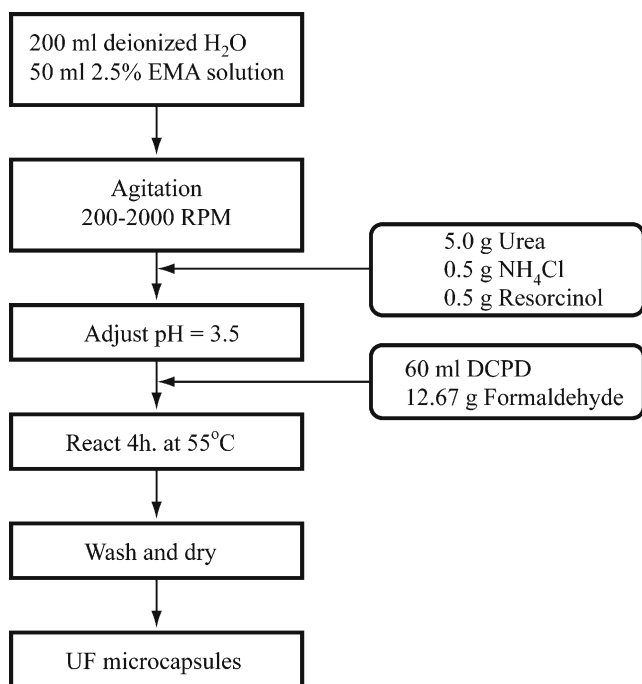 200 ml deionized H₂O
50 ml 2.5% EMA solution
Agitation
200-2000 RPM
5.0 g Urea
0.5 g NH₄Cl
0.5 g Resorcinol
Adjust pH = 3.5
60 ml DCPD
12.67 g Formaldehyde
React 4h. at 55°C
Wash and dry
UF microcapsules